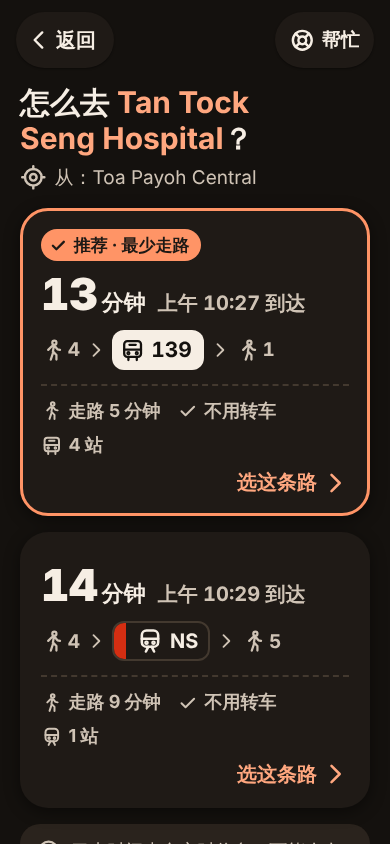 返回
帮忙
怎么去 Tan Tock
Seng Hospital？
从：Toa Payoh Central
推荐 · 最少走路
13 分钟 上午 10:27 到达
4 139 1
走路 5 分钟 不用转车
4 站
选这条路
14 分钟 上午 10:29 到达
4 NS 5
走路 9 分钟 不用转车
1 站
选这条路